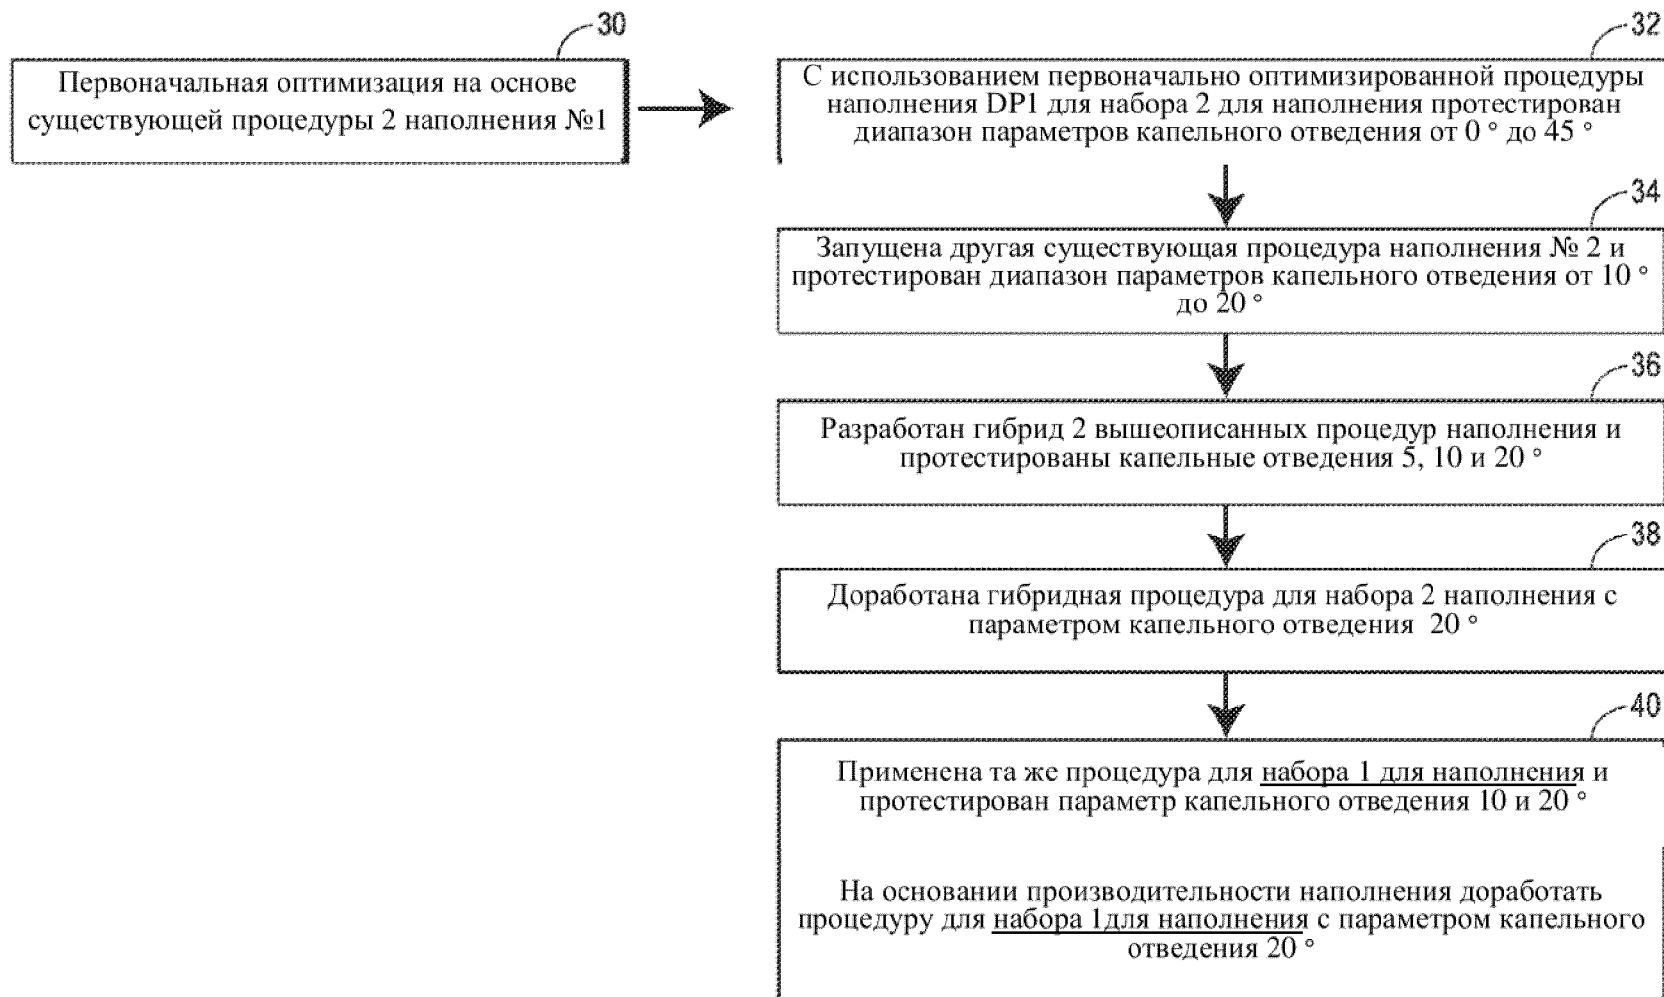 30
Первоначальная оптимизация на основе
существующей процедуры 2 наполнения №1
32
С использованием первоначально оптимизированной процедуры
наполнения DP1 для набора 2 для наполнения протестирован
диапазон параметров капельного отведения от 0 ° до 45 °
34
Запущена другая существующая процедура наполнения № 2 и
протестирован диапазон параметров капельного отведения от 10 °
до 20 °
36
Разработан гибрид 2 вышеописанных процедур наполнения и
протестированы капельные отведения 5, 10 и 20 °
38
Доработана гибридная процедура для набора 2 наполнения с
параметром капельного отведения 20 °
40
Применена та же процедура для набора 1 для наполнения и
протестирован параметр капельного отведения 10 и 20 °
На основании производительности наполнения доработать
процедуру для набора 1для наполнения с параметром капельного
отведения 20 °